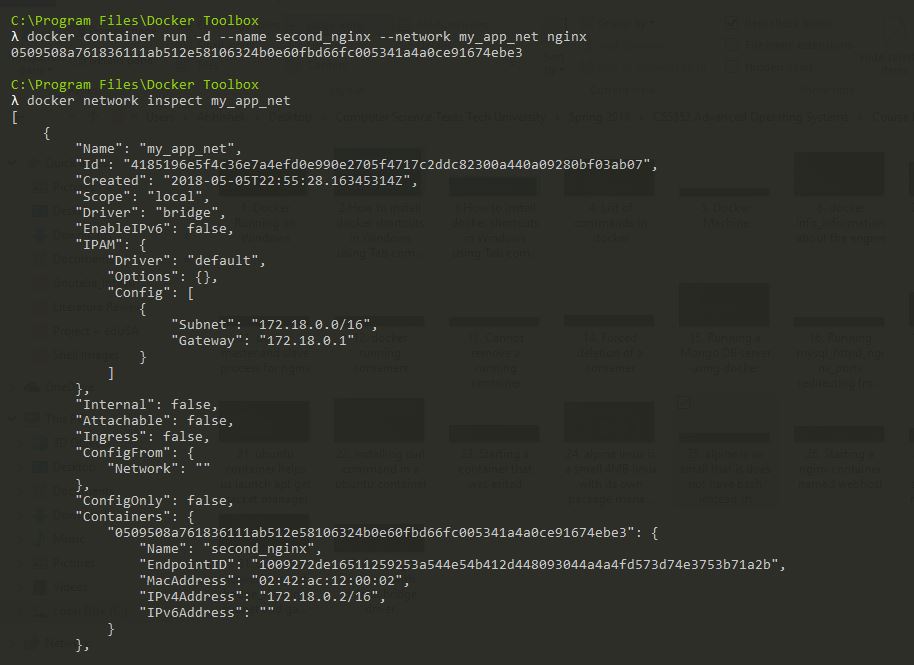 C:\Program Files\Docker Toolbox
λ docker container run -d --name second_nginx --network my_app_net nginx
0509508a761836111ab512e58106324b0e60fbd66fc005341a4a0ce91674ebe3
C:\Program Files\Docker Toolbox
λ docker network inspect my_app_net
[
    {
        "Name": "my_app_net",
        "Id": "4185196e5f4c36e7a4efd0e990e2705f4717c2ddc82300a440a09280bf03ab07",
        "Created": "2018-05-05T22:55:28.16345314Z",
        "Scope": "local",
        "Driver": "bridge",
        "EnableIPv6": false,
        "IPAM": {
            "Driver": "default",
            "Options": {},
            "Config": [
                {
                    "Subnet": "172.18.0.0/16",
                    "Gateway": "172.18.0.1"
                }
            ]
        },
        "Internal": false,
        "Attachable": false,
        "Ingress": false,
        "ConfigFrom": {
            "Network": ""
        },
        "ConfigOnly": false,
        "Containers": {
            "0509508a761836111ab512e58106324b0e60fbd66fc005341a4a0ce91674ebe3": {
                "Name": "second_nginx",
                "EndpointID": "1009272de16511259253a544e54b412d448093044a4a4fd573d74e3753b71a2b",
                "MacAddress": "02:42:ac:12:00:02",
                "IPv4Address": "172.18.0.2/16",
                "IPv6Address": ""
            }
        },